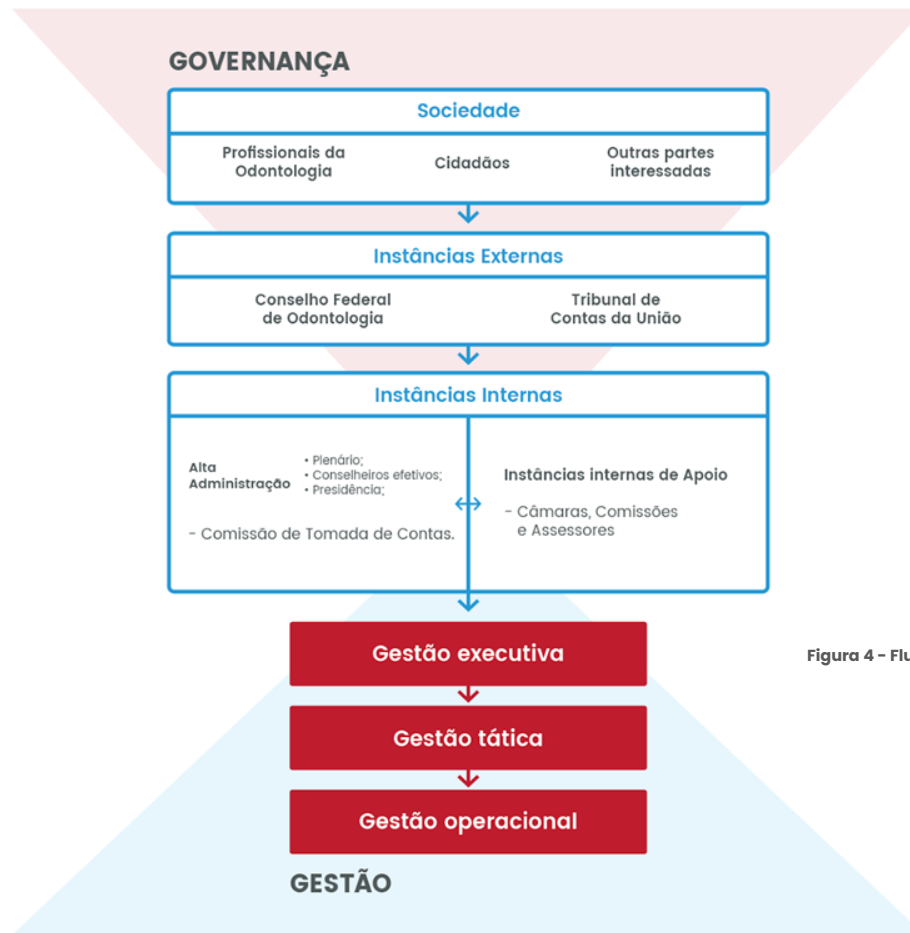 GOVERNANÇA
Sociedade
Profissionais da
Odontologia
Cidadãos
Outras partes
interessadas
Instâncias Externas
Conselho Federal
de Odontologia
Tribunal de
Contas da União
Instâncias Internas
Alta
Administração
• Plenário;
• Conselheiros efetivos;
• Presidência;
- Comissão de Tomada de Contas.
Instâncias internas de Apoio
- Câmaras, Comissões
e Assessores
Gestão executiva
Figura 4 - Flu
Gestão tática
Gestão operacional
GESTÃO